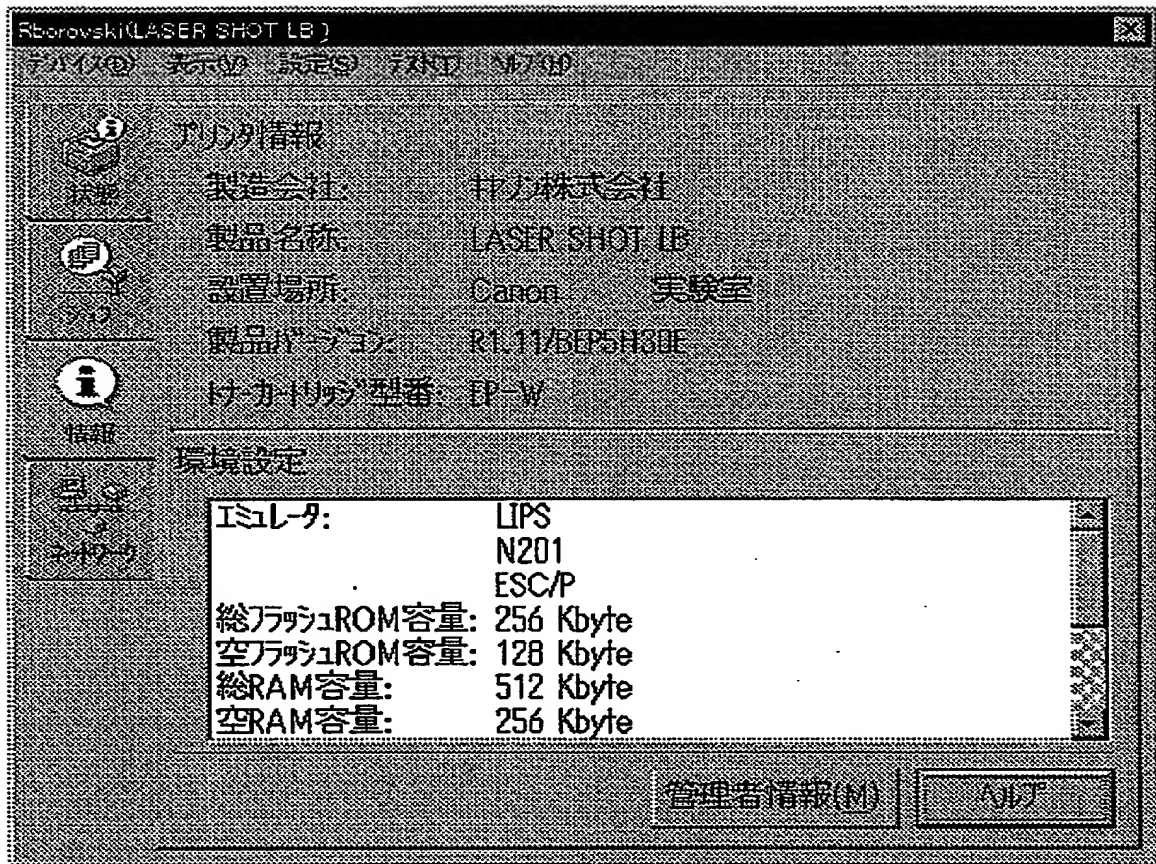 Rborovski(LASER SHOT LB )
デバイス(D) 表示(V) 設定(S) テスト(T) ヘルプ(H)
状態
ジョブ
情報
ネットワーク
プリンタ情報
製造会社: キヤノン株式会社
製品名称: LASER SHOT LB
設置場所: Canon 実験室
製品バージョン: R1.11/BEP5H30E
トナーカートリッジ型番: EP-W
環境設定
エミュレータ: LIPS
N201
ESC/P
総フラッシュROM容量: 256 Kbyte
空フラッシュROM容量: 128 Kbyte
総RAM容量: 512 Kbyte
空RAM容量: 256 Kbyte
管理者情報(M) ヘルプ